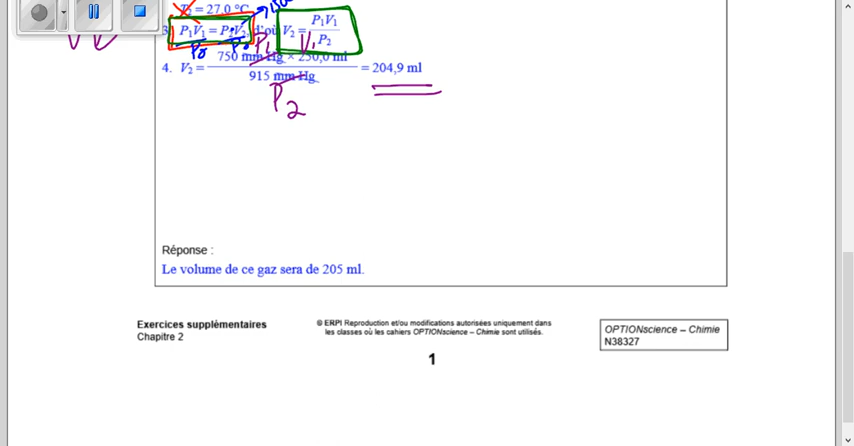 = 27,0 °C
3. P₁V₁ = P₂V₂, d'où V₂ = P₁V₁ / P₂
P₁ V₁
4. V₂ = 750 mm Hg × 250,0 ml / 915 mm Hg = 204,9 ml
P₂
Réponse :
Le volume de ce gaz sera de 205 ml.
Exercices supplémentaires
Chapitre 2
© ERPI Reproduction et/ou modifications autorisées uniquement dans
les classes où les cahiers OPTIONscience – Chimie sont utilisés.
OPTIONscience – Chimie
N38327
1